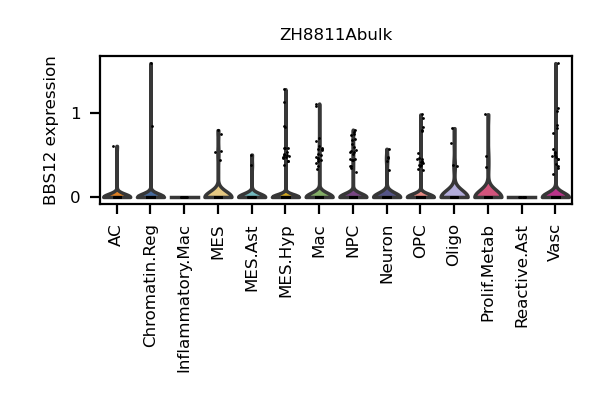 ZH8811Abulk
BBS12 expression
1
0
AC
Chromatin.Reg
Inflammatory.Mac
MES
MES.Ast
MES.Hyp
Mac
NPC
Neuron
OPC
Oligo
Prolif.Metab
Reactive.Ast
Vasc